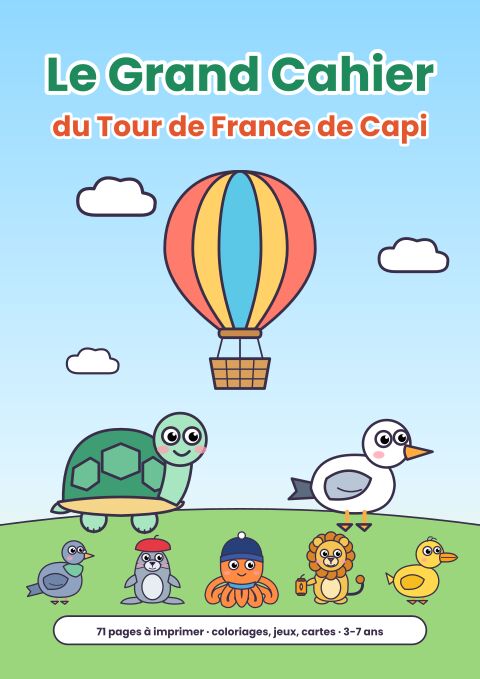 Le Grand Cahier
du Tour de France de Capi
71 pages à imprimer · coloriages, jeux, cartes · 3-7 ans